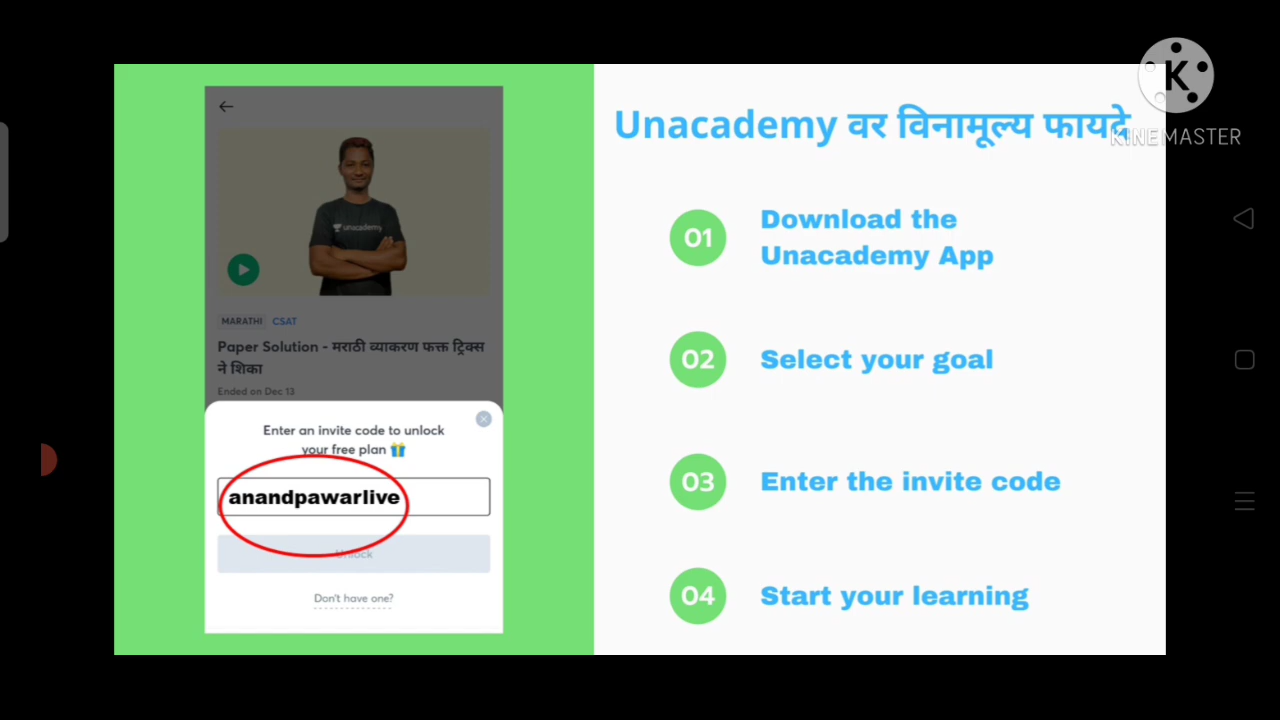 Unacademy वर विनामूल्य फायदे
K
KINEMASTER
unacademy
MARATHI CSAT
Paper Solution - मराठी व्याकरण फक्त ट्रिक्स
ने शिका
Ended on Dec 13
Enter an invite code to unlock
your free plan
anandpawarlive
Unlock
Don't have one?
01
Download the
Unacademy App
02
Select your goal
03
Enter the invite code
04
Start your learning